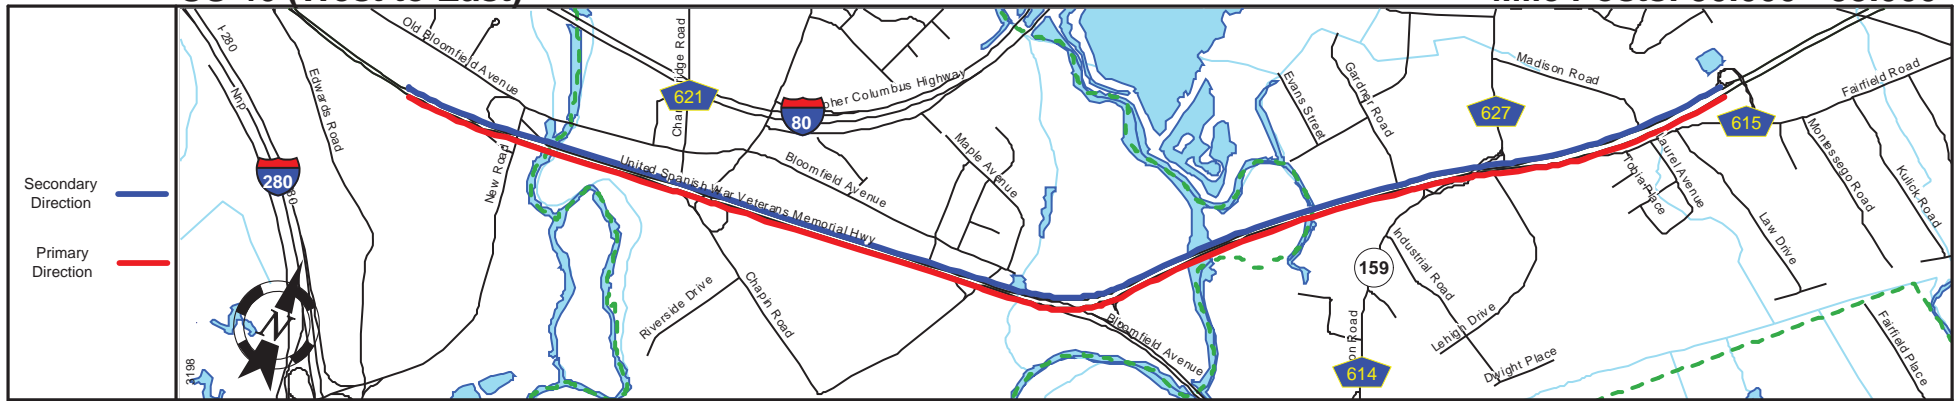 Secondary
Direction
Primary
Direction
I-280
Nnp
Edwards Road
280
Old Bloomfield Avenue
New Road
621
80
Bloomfield Avenue
Maple Avenue
United Spanish War Veterans Memorial Hwy
Riverside Drive
Chapin Road
Bloomfield Avenue
Evans Street
Gardner Road
627
Madison Road
615
Fairfield Road
Tobia Place
Laurel Avenue
Law Drive
Monessego Road
Kulick Road
159
Industrial Road
Lehigh Drive
Dwight Place
614
Fairfield Place
N